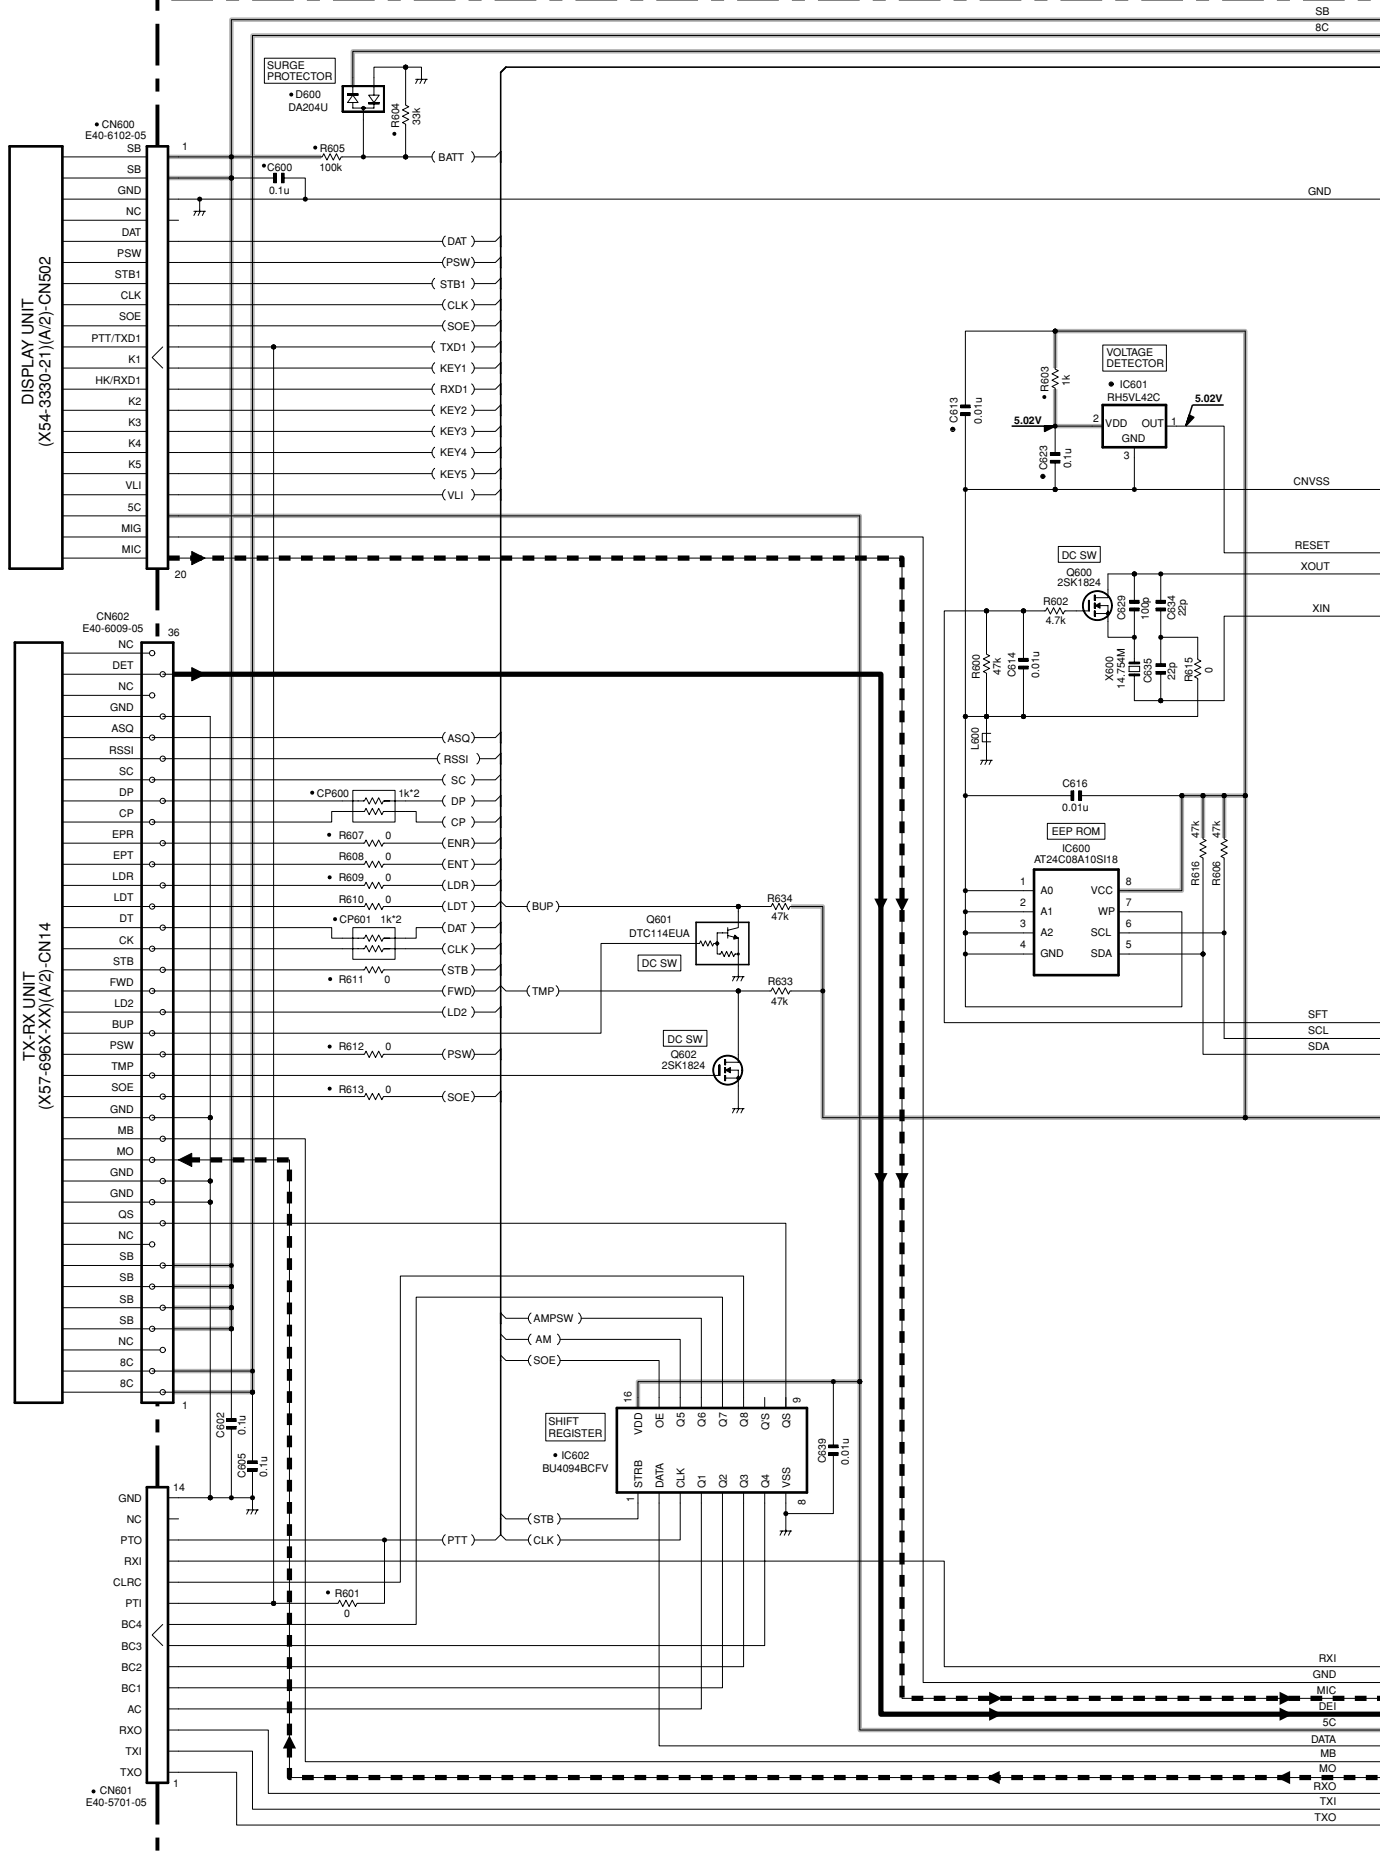 SB
8C
SURGE
PROTECTOR
• D600
DA204U
• R604
33k
• CN600
E40-6102-05
1
• R605
100k
• C600
0.1u
(BATT)
GND
DISPLAY UNIT
(X54-3330-21)(A/2)-CN502
SB
SB
GND
NC
DAT
PSW
STB1
CLK
SOE
PTT/TXD1
K1
HK/RXD1
K2
K3
K4
K5
VLI
5C
MIG
MIC
20
(DAT)
(PSW)
(STB1)
(CLK)
(SOE)
(TXD1)
(KEY1)
(RXD1)
(KEY2)
(KEY3)
(KEY4)
(KEY5)
(VLI)
• C613
0.01u
• R603
1k
VOLTAGE
DETECTOR
• IC601
RH5VL42C
5.02V
5.02V
2
VDD
OUT
1
GND
3
• C623
0.1u
CNVSS
RESET
XOUT
XIN
DC SW
Q600
2SK1824
R602
4.7k
C629
100p
C634
22p
R600
47k
C614
0.01u
X600
14.754M
C635
22p
R615
0
L600
C616
0.01u
EEP ROM
IC600
AT24C08A10SI18
1
A0
2
A1
3
A2
4
GND
VCC
8
WP
7
SCL
6
SDA
5
R616
47k
R606
47k
SFT
SCL
SDA
CN602
E40-6009-05
36
TX-RX UNIT
(X57-696X-XX)(A/2)-CN14
NC
DET
NC
GND
ASQ
RSSI
SC
DP
CP
EPR
EPT
LDR
LDT
DT
CK
STB
FWD
LD2
BUP
PSW
TMP
SOE
GND
MB
MO
GND
GND
QS
NC
SB
SB
SB
SB
NC
8C
8C
1
(ASQ)
(RSSI)
(SC)
• CP600
1k*2
(DP)
(CP)
• R607
0
(ENR)
R608
0
(ENT)
• R609
0
(LDR)
R610
0
(LDT)
• CP601
1k*2
(DAT)
(CLK)
(STB)
• R611
0
(FWD)
(LD2)
• R612
0
(PSW)
• R613
0
(SOE)
(BUP)
R634
47k
Q601
DTC114EUA
DC SW
(TMP)
R633
47k
DC SW
Q602
2SK1824
C602
0.1u
C605
0.1u
(AMPSW)
(AM)
(SOE)
SHIFT
REGISTER
• IC602
BU4094BCFV
16
9
VDD
OE
Q5
Q6
Q7
Q8
Q'S
QS
STRB
DATA
CLK
Q1
Q2
Q3
Q4
VSS
1
8
C639
0.01u
(STB)
(PTT)
(CLK)
14
GND
NC
PTO
RXI
CLRC
PTI
BC4
BC3
BC2
BC1
AC
RXO
TXI
TXO
1
• CN601
E40-5701-05
• R601
0
RXI
GND
MIC
DEI
5C
DATA
MB
MO
RXO
TXI
TXO